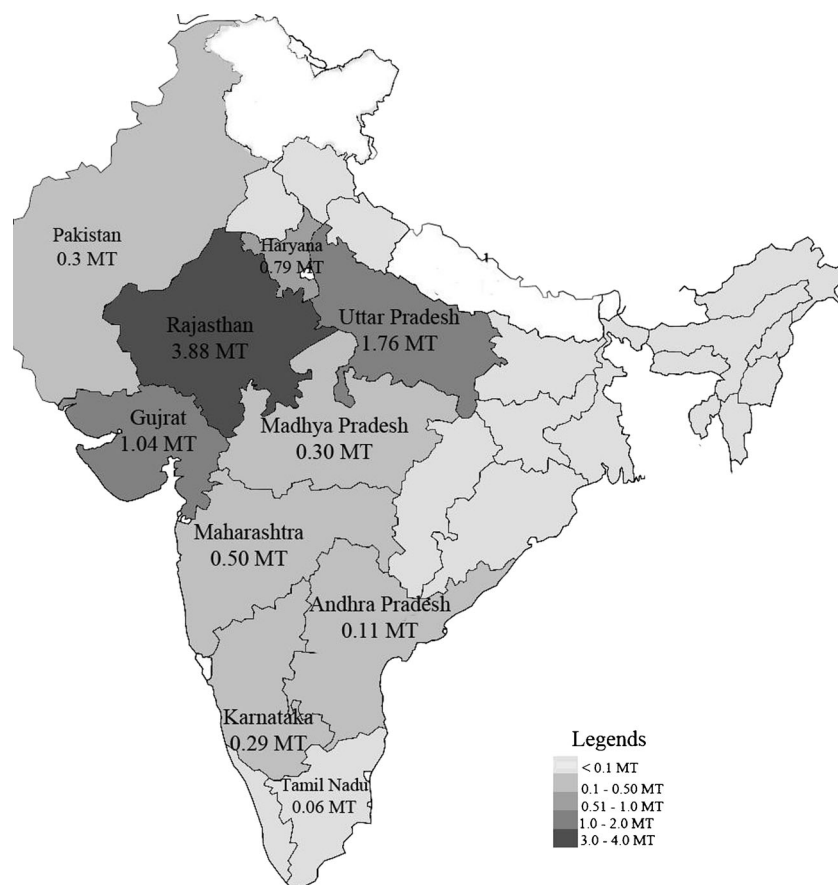 Pakistan
0.3 MT
Haryana
0.79 MT
Rajasthan
3.88 MT
Uttar Pradesh
1.76 MT
Gujrat
1.04 MT
Madhya Pradesh
0.30 MT
Maharashtra
0.50 MT
Andhra Pradesh
0.11 MT
Karnataka
0.29 MT
Tamil Nadu
0.06 MT
Legends
< 0.1 MT
0.1 - 0.50 MT
0.51 - 1.0 MT
1.0 - 2.0 MT
3.0 - 4.0 MT